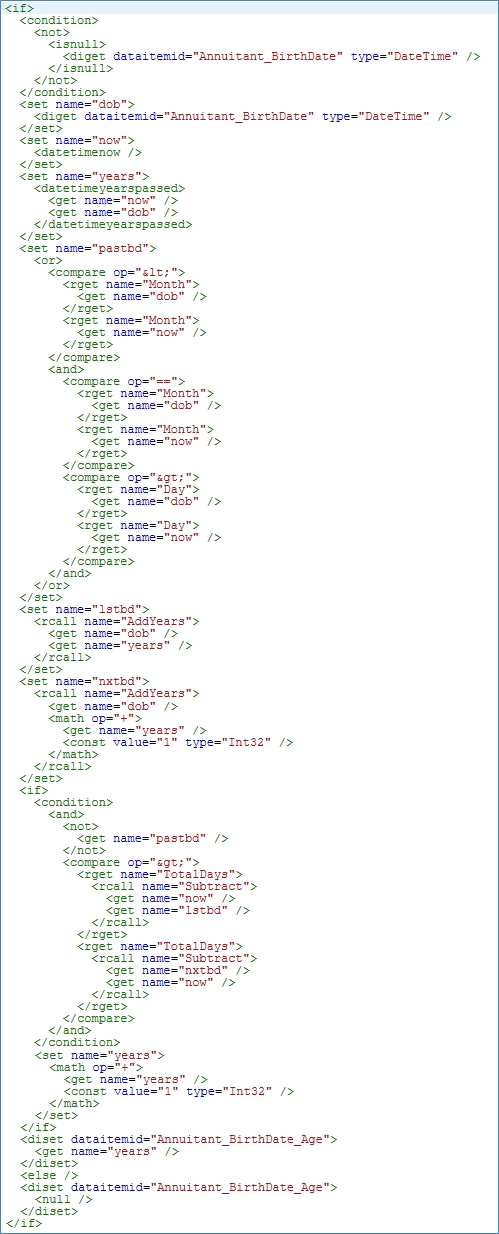 <if>
  <condition>
    <not>
      <isnull>
        <diget dataitemid="Annuitant_BirthDate" type="DateTime" />
      </isnull>
    </not>
  </condition>
  <set name="dob">
    <diget dataitemid="Annuitant_BirthDate" type="DateTime" />
  </set>
  <set name="now">
    <datetimenow />
  </set>
  <set name="years">
    <datetimeyearspassed>
      <get name="now" />
      <get name="dob" />
    </datetimeyearspassed>
  </set>
  <set name="pastbd">
    <or>
      <compare op="&lt;">
        <rget name="Month">
          <get name="dob" />
        </rget>
        <rget name="Month">
          <get name="now" />
        </rget>
      </compare>
      <and>
        <compare op="==">
          <rget name="Month">
            <get name="dob" />
          </rget>
          <rget name="Month">
            <get name="now" />
          </rget>
        </compare>
        <compare op="&gt;">
          <rget name="Day">
            <get name="dob" />
          </rget>
          <rget name="Day">
            <get name="now" />
          </rget>
        </compare>
      </and>
    </or>
  </set>
  <set name="lstbd">
    <rcall name="AddYears">
      <get name="dob" />
      <get name="years" />
    </rcall>
  </set>
  <set name="nxtbd">
    <rcall name="AddYears">
      <get name="dob" />
      <math op="+">
        <get name="years" />
        <const value="1" type="Int32" />
      </math>
    </rcall>
  </set>
  <if>
    <condition>
      <and>
        <not>
          <get name="pastbd" />
        </not>
        <compare op="&gt;">
          <rget name="TotalDays">
            <rcall name="Subtract">
              <get name="now" />
              <get name="lstbd" />
            </rcall>
          </rget>
          <rget name="TotalDays">
            <rcall name="Subtract">
              <get name="nxtbd" />
              <get name="now" />
            </rcall>
          </rget>
        </compare>
      </and>
    </condition>
    <set name="years">
      <math op="+">
        <get name="years" />
        <const value="1" type="Int32" />
      </math>
    </set>
  </if>
  <diset dataitemid="Annuitant_BirthDate_Age">
    <get name="years" />
  </diset>
  <else />
  <diset dataitemid="Annuitant_BirthDate_Age">
    <null />
  </diset>
</if>